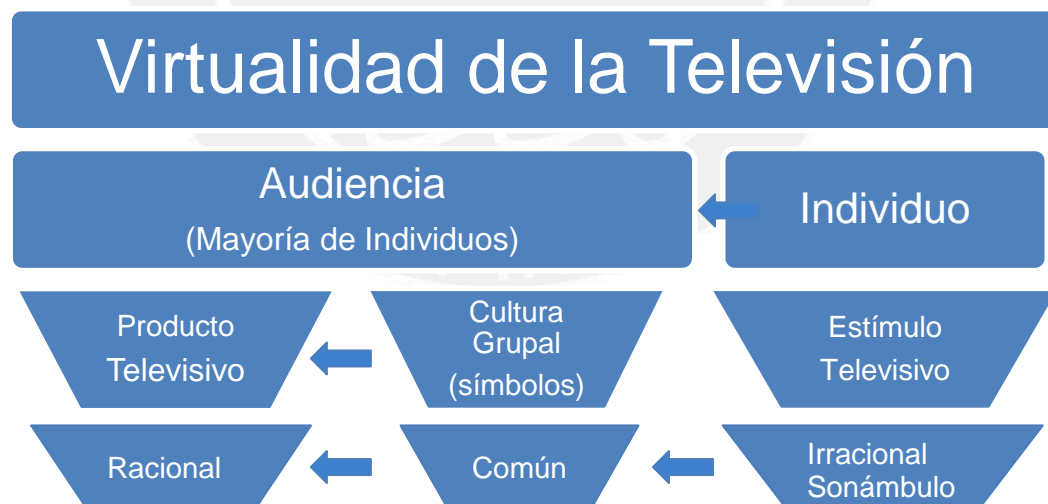 Virtualidad de la Televisión
Audiencia
(Mayoría de Individuos)
Individuo
Producto
Televisivo
Cultura
Grupal
(símbolos)
Estímulo
Televisivo
Racional
Común
Irracional
Sonámbulo